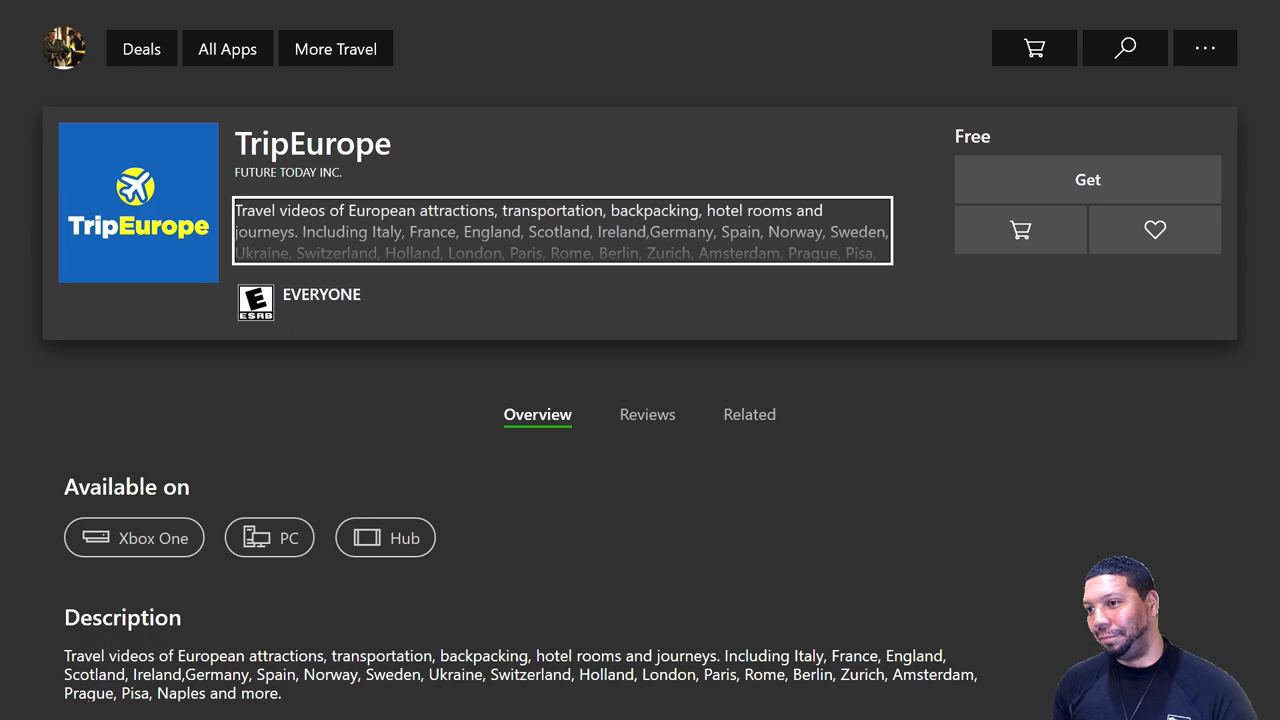 Deals
All Apps
More Travel
TripEurope
TripEurope
FUTURE TODAY INC.
Travel videos of European attractions, transportation, backpacking, hotel rooms and
journeys. Including Italy, France, England, Scotland, Ireland,Germany, Spain, Norway, Sweden,
Ukraine, Switzerland, Holland, London, Paris, Rome, Berlin, Zurich, Amsterdam, Prague, Pisa,
E
ESRB
EVERYONE
Free
Get
Overview
Reviews
Related
Available on
Xbox One
PC
Hub
Description
Travel videos of European attractions, transportation, backpacking, hotel rooms and journeys. Including Italy, France, England,
Scotland, Ireland,Germany, Spain, Norway, Sweden, Ukraine, Switzerland, Holland, London, Paris, Rome, Berlin, Zurich, Amsterdam,
Prague, Pisa, Naples and more.